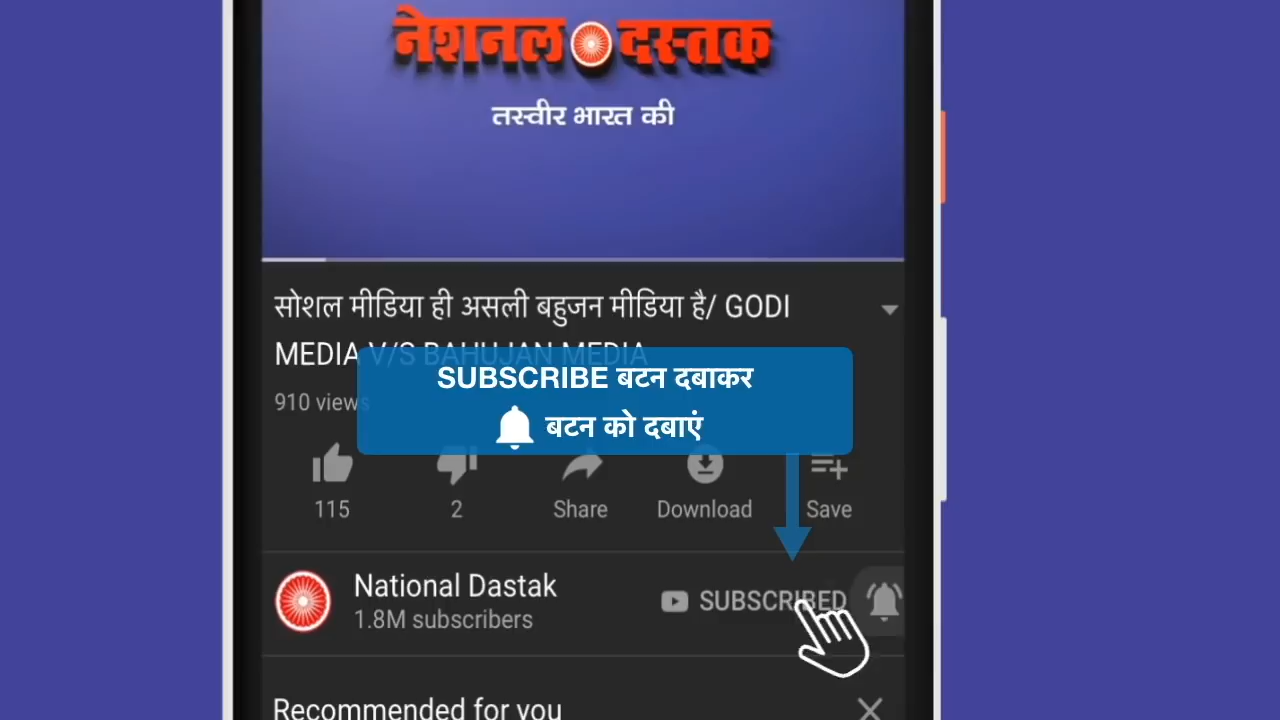 नेशनल दस्तक
तस्वीर भारत की
सोशल मीडिया ही असली बहुजन मीडिया है/ GODI
MEDIA V/S BAHUJAN MEDIA
910 views
SUBSCRIBE बटन दबाकर
बटन को दबाएं
115
2
Share
Download
Save
National Dastak
1.8M subscribers
SUBSCRIBED
Recommended for you